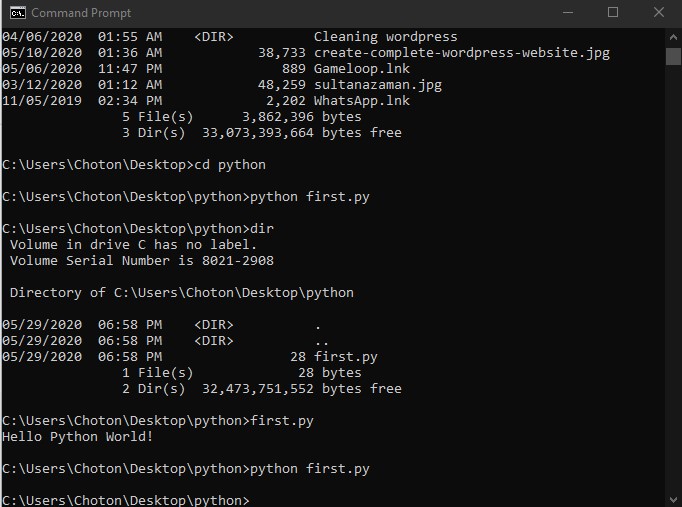 Command Prompt
04/06/2020  01:55 AM    <DIR>          Cleaning wordpress
05/10/2020  01:36 AM            38,733 create-complete-wordpress-website.jpg
05/06/2020  11:47 PM               889 Gameloop.lnk
03/12/2020  01:12 AM            48,259 sultanazaman.jpg
11/05/2019  02:34 PM             2,202 WhatsApp.lnk
               5 File(s)      3,862,396 bytes
               3 Dir(s)  33,073,393,664 bytes free
C:\Users\Choton\Desktop>cd python
C:\Users\Choton\Desktop\python>python first.py
C:\Users\Choton\Desktop\python>dir
 Volume in drive C has no label.
 Volume Serial Number is 8021-2908
 Directory of C:\Users\Choton\Desktop\python
05/29/2020  06:58 PM    <DIR>          .
05/29/2020  06:58 PM    <DIR>          ..
05/29/2020  06:58 PM                28 first.py
               1 File(s)             28 bytes
               2 Dir(s)  32,473,751,552 bytes free
C:\Users\Choton\Desktop\python>first.py
Hello Python World!
C:\Users\Choton\Desktop\python>python first.py
C:\Users\Choton\Desktop\python>